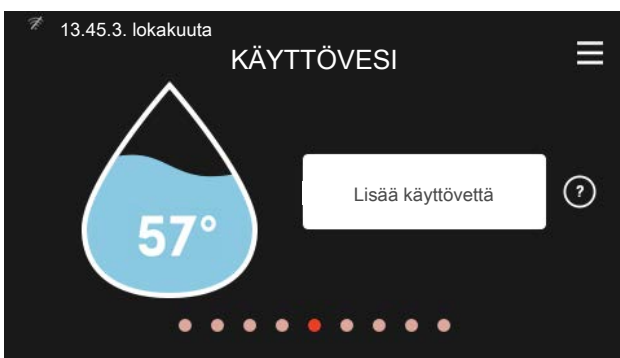 13.45.3. lokakuuta
KÄYTTÖVESI
Lisää käyttövettä
?
57°